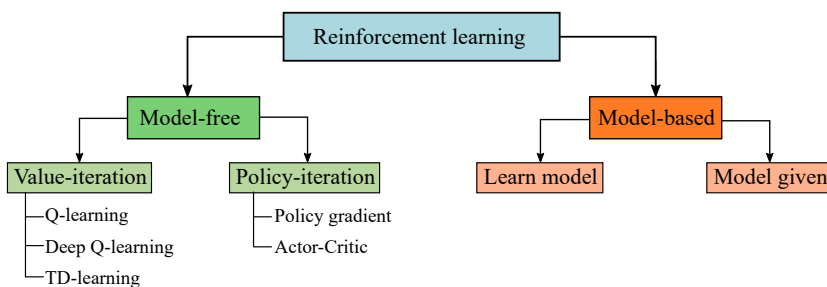 Reinforcement learning
Model-free
Model-based
Value-iteration
Policy-iteration
Learn model
Model given
Q-learning
Deep Q-learning
TD-learning
Policy gradient
Actor-Critic